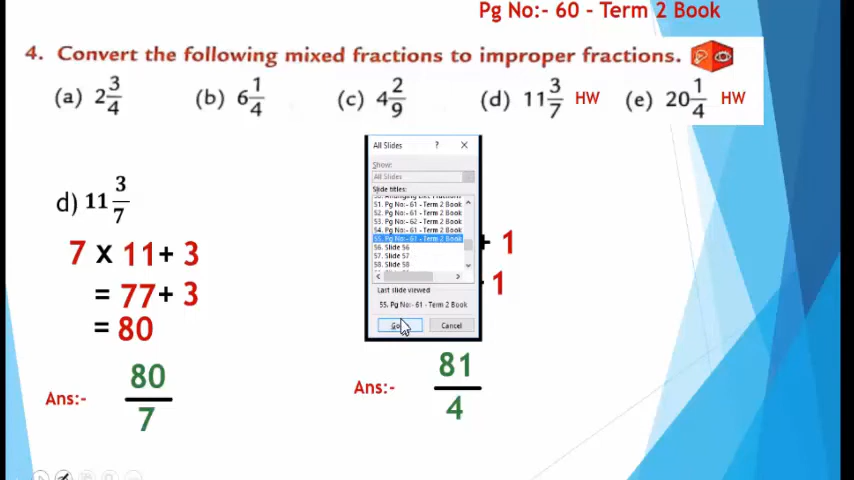 Pg No:- 60 - Term 2 Book
4. Convert the following mixed fractions to improper fractions.
(a) 2 3/4 (b) 6 1/4 (c) 4 2/9 (d) 11 3/7 HW (e) 20 1/4 HW
d) 11 3/7
7 x 11+ 3
= 77+ 3
= 80
Ans:- 80/7
All Slides ? ×
Show:
All Slides
Slide titles:
51. Pg No:- 61 - Term 2 Book
52. Pg No:- 61 - Term 2 Book
53. Pg No:- 62 - Term 2 Book
54. Pg No:- 61 - Term 2 Book
55. Pg No:- 61 - Term 2 Book
56. Slide 56
57. Slide 57
58. Slide 58
Last slide viewed
55. Pg No:- 61 - Term 2 Book
Cancel
+ 1
1
Ans:- 81/4